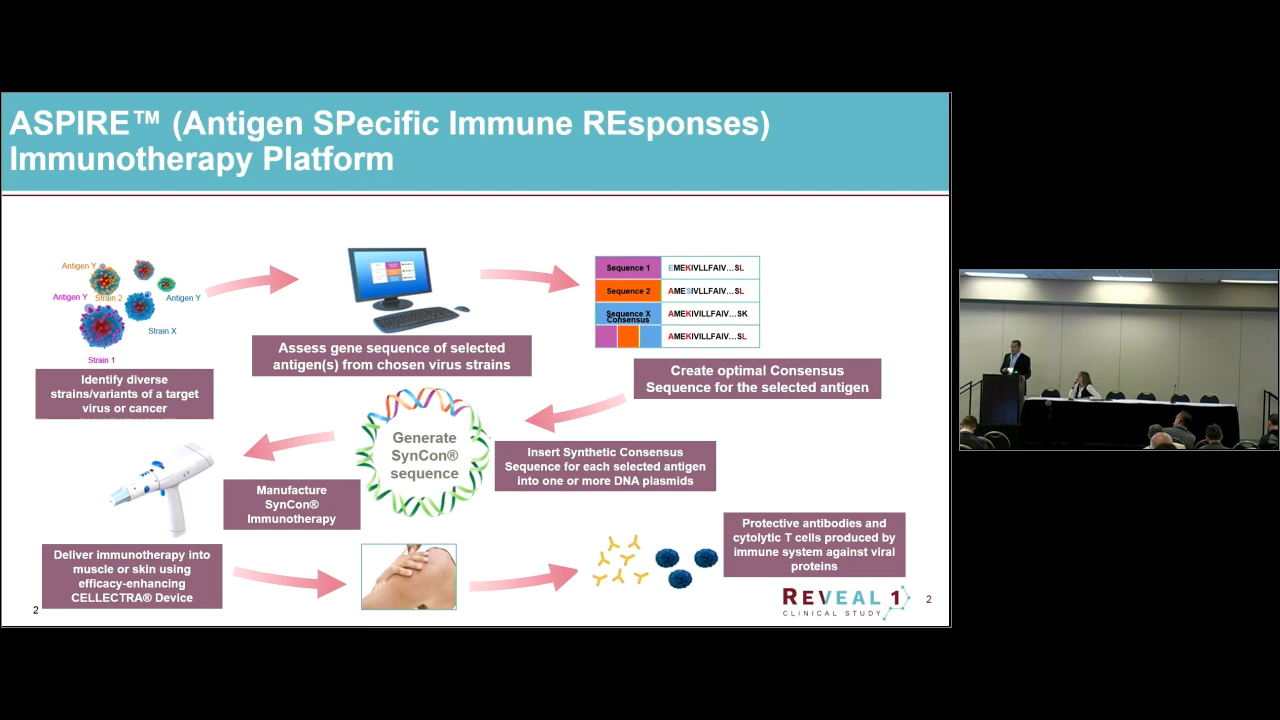 ASPIRE™ (Antigen SPecific Immune REsponses)
Immunotherapy Platform
Antigen Y
Antigen Y
Strain 2
Antigen Y
Strain X
Strain 1
Identify diverse
strains/variants of a target
virus or cancer
Assess gene sequence of selected
antigen(s) from chosen virus strains
Sequence 1 EMEKIVLLFAIV...SL
Sequence 2 AMESIVILLFAIV...SL
Sequence X AMEKIVILLFAIV...SK
Consensus
AMEKIVILLFAIV...SL
Create optimal Consensus
Sequence for the selected antigen
Insert Synthetic Consensus
Sequence for each selected antigen
into one or more DNA plasmids
Generate
SynCon®
sequence
Manufacture
SynCon®
Immunotherapy
Deliver immunotherapy into
muscle or skin using
efficacy-enhancing
CELLECTRA® Device
Protective antibodies and
cytolytic T cells produced by
immune system against viral
proteins
REVEAL 1
CLINICAL STUDY
2
2